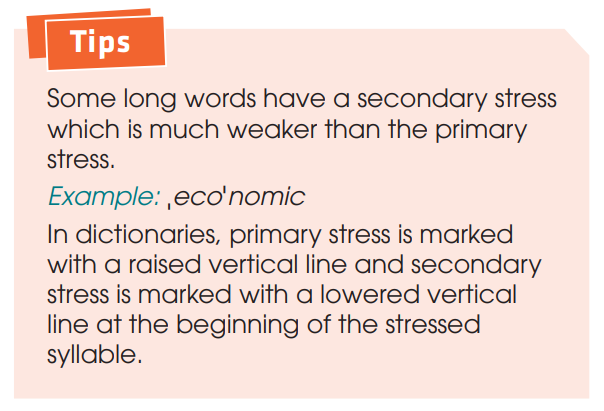 Tips
Some long words have a secondary stress
which is much weaker than the primary
stress.
Example: ˌecoˈnomic
In dictionaries, primary stress is marked
with a raised vertical line and secondary
stress is marked with a lowered vertical
line at the beginning of the stressed
syllable.